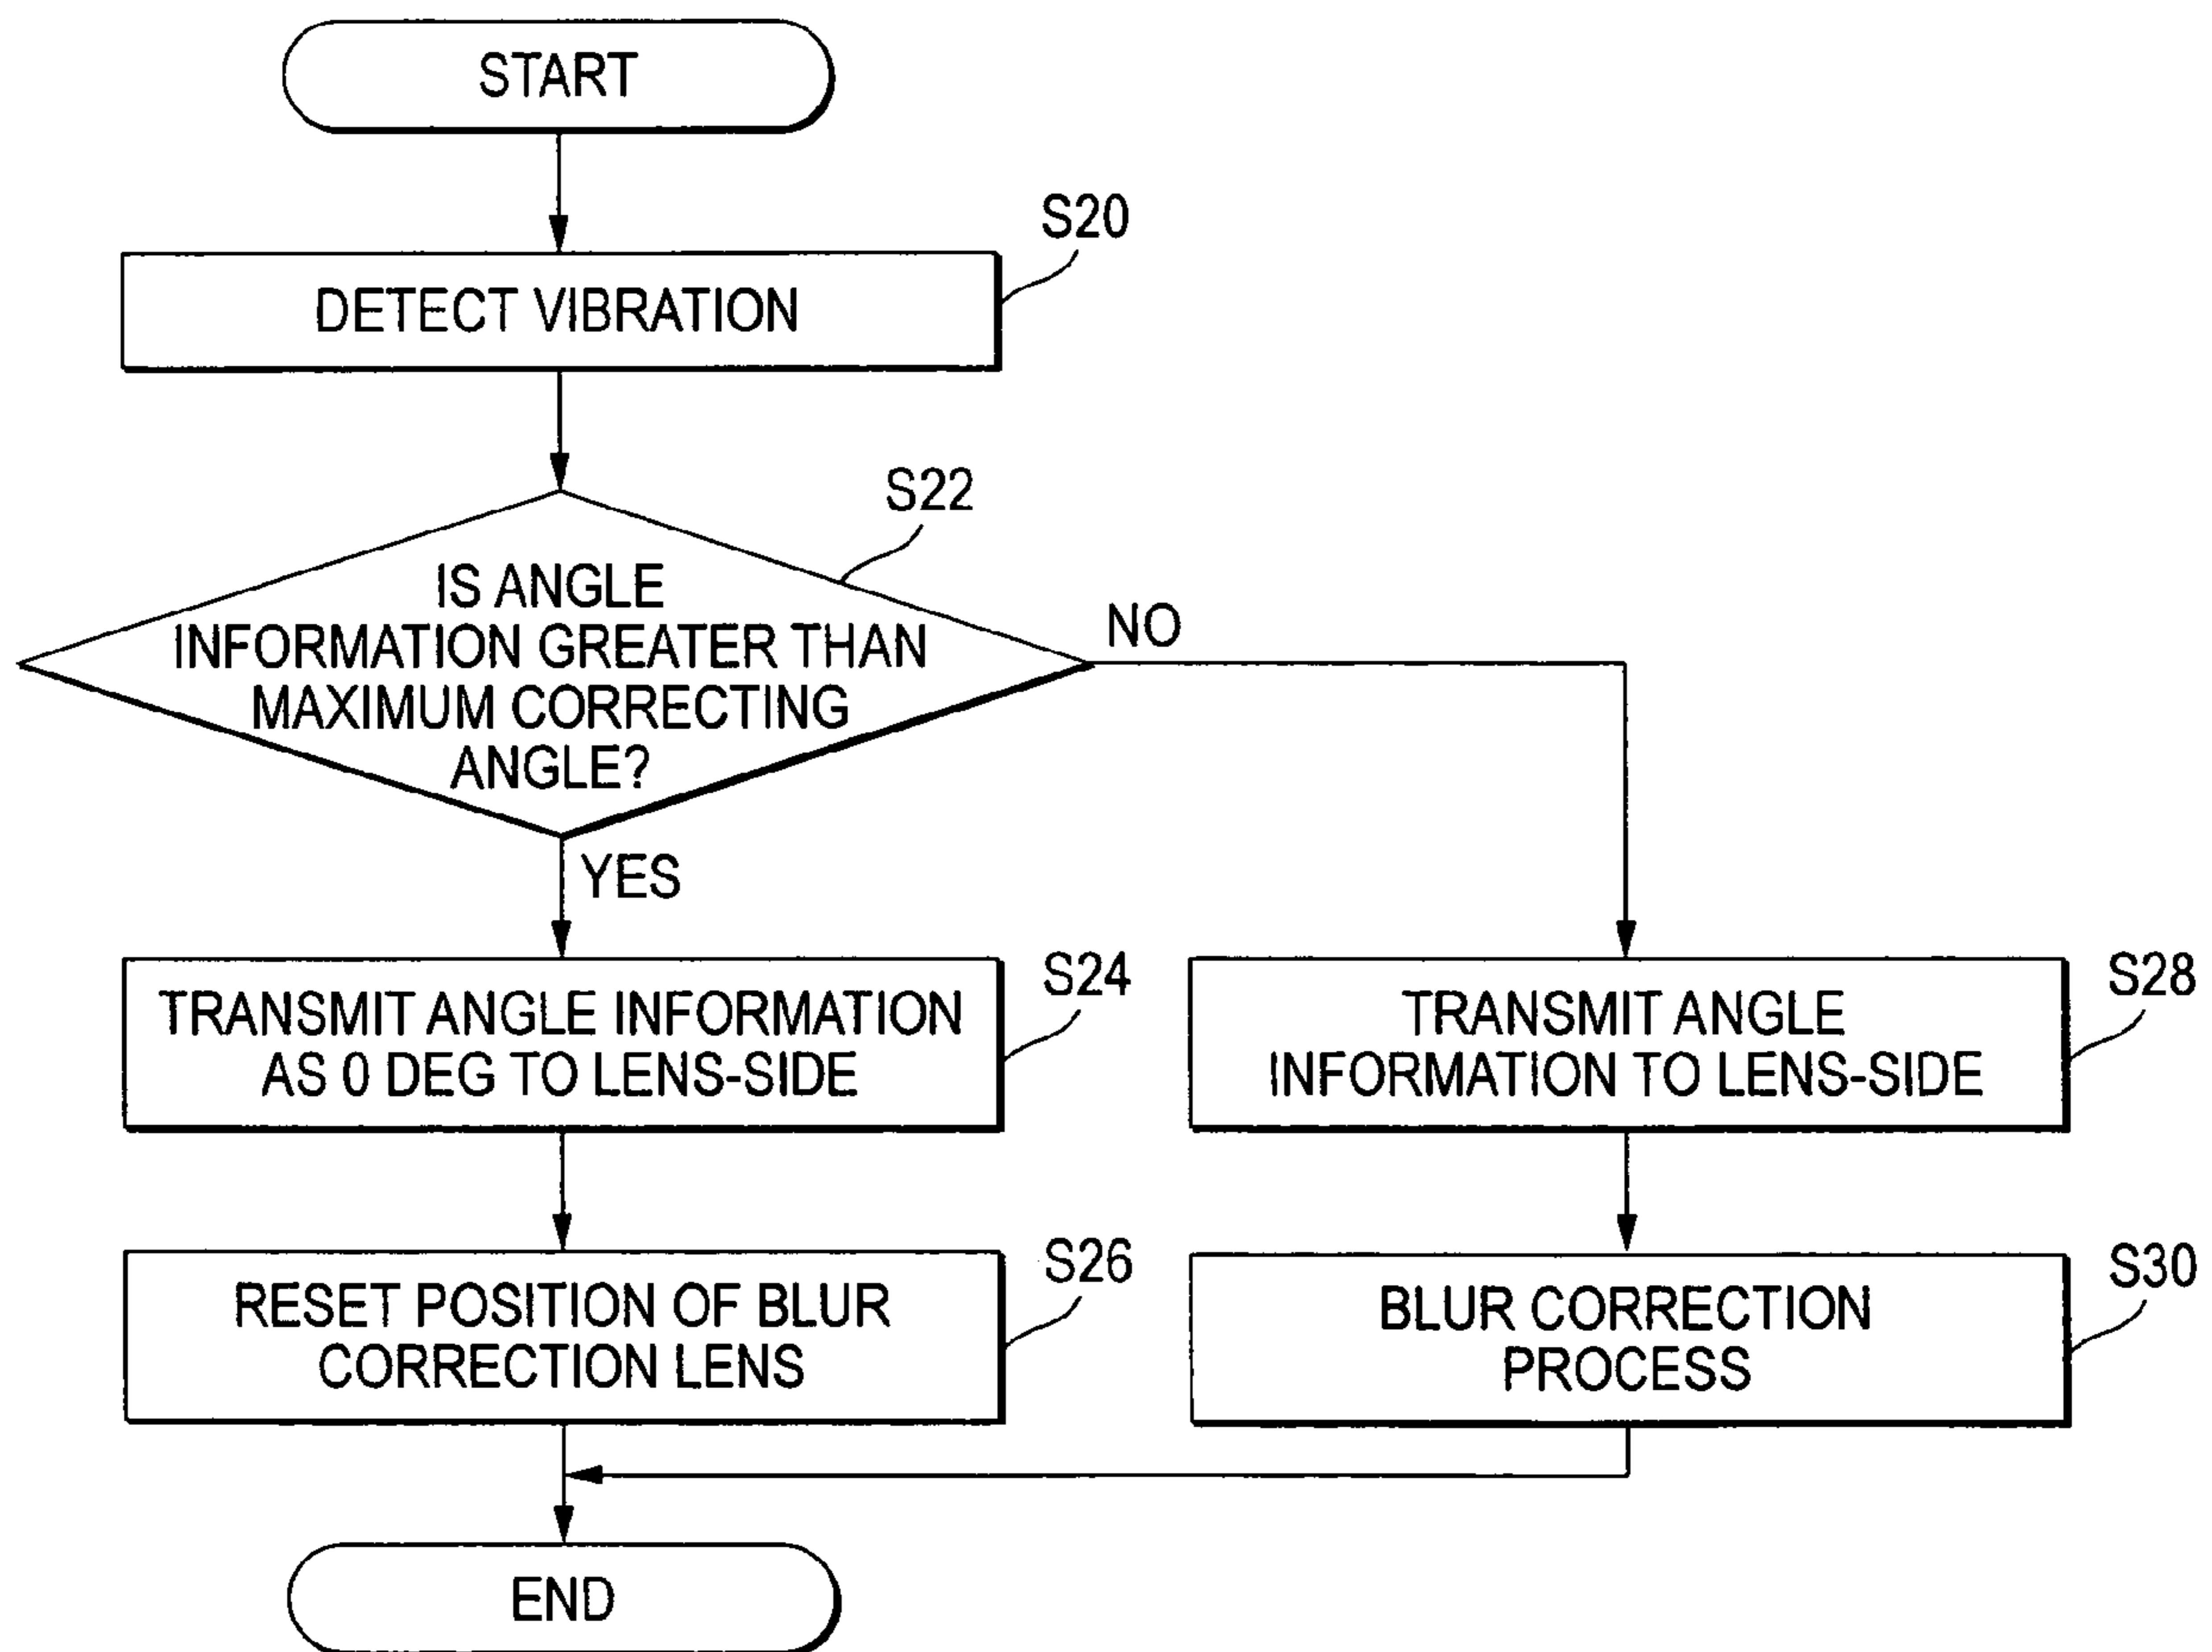 START
S20
DETECT VIBRATION
S22
IS ANGLE
INFORMATION GREATER THAN
MAXIMUM CORRECTING
ANGLE?
NO
YES
S24
TRANSMIT ANGLE INFORMATION
AS 0 DEG TO LENS-SIDE
S28
TRANSMIT ANGLE
INFORMATION TO LENS-SIDE
S26
RESET POSITION OF BLUR
CORRECTION LENS
S30
BLUR CORRECTION
PROCESS
END